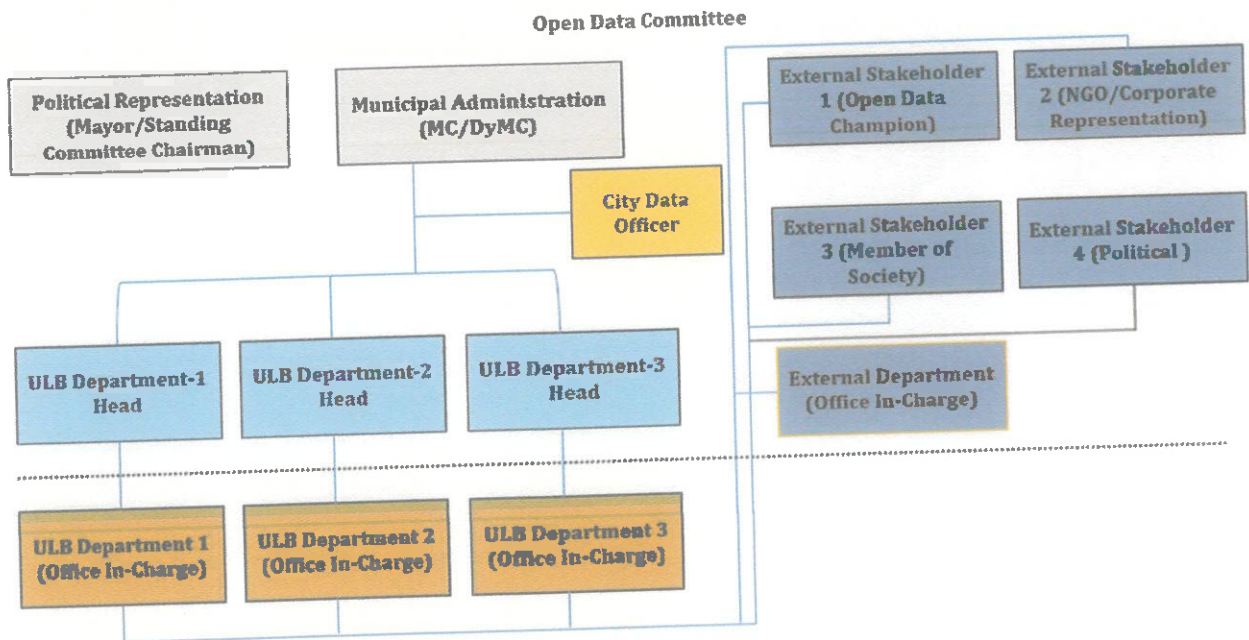 Open Data Committee
Political Representation
(Mayor/Standing
Committee Chairman)
Municipal Administration
(MC/DyMC)
City Data
Officer
External Stakeholder
1 (Open Data
Champion)
External Stakeholder
2 (NGO/Corporate
Representation)
External Stakeholder
3 (Member of
Society)
External Stakeholder
4 (Political )
ULB Department-1
Head
ULB Department-2
Head
ULB Department-3
Head
External Department
(Office In-Charge)
ULB Department 1
(Office In-Charge)
ULB Department 2
(Office In-Charge)
ULB Department 3
(Office In-Charge)